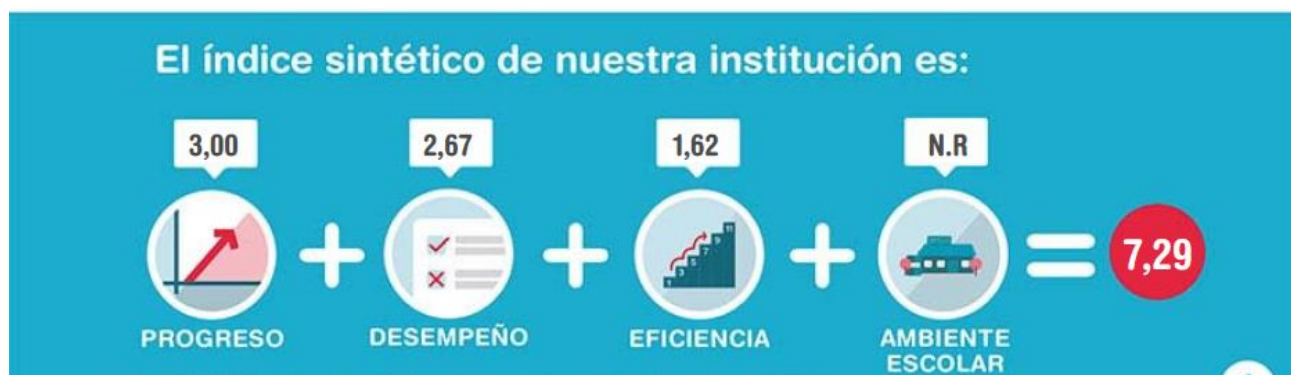 El índice sintético de nuestra institución es:
3,00
2,67
1,62
N.R
7,29
PROGRESO
DESEMPEÑO
EFICIENCIA
AMBIENTE
ESCOLAR